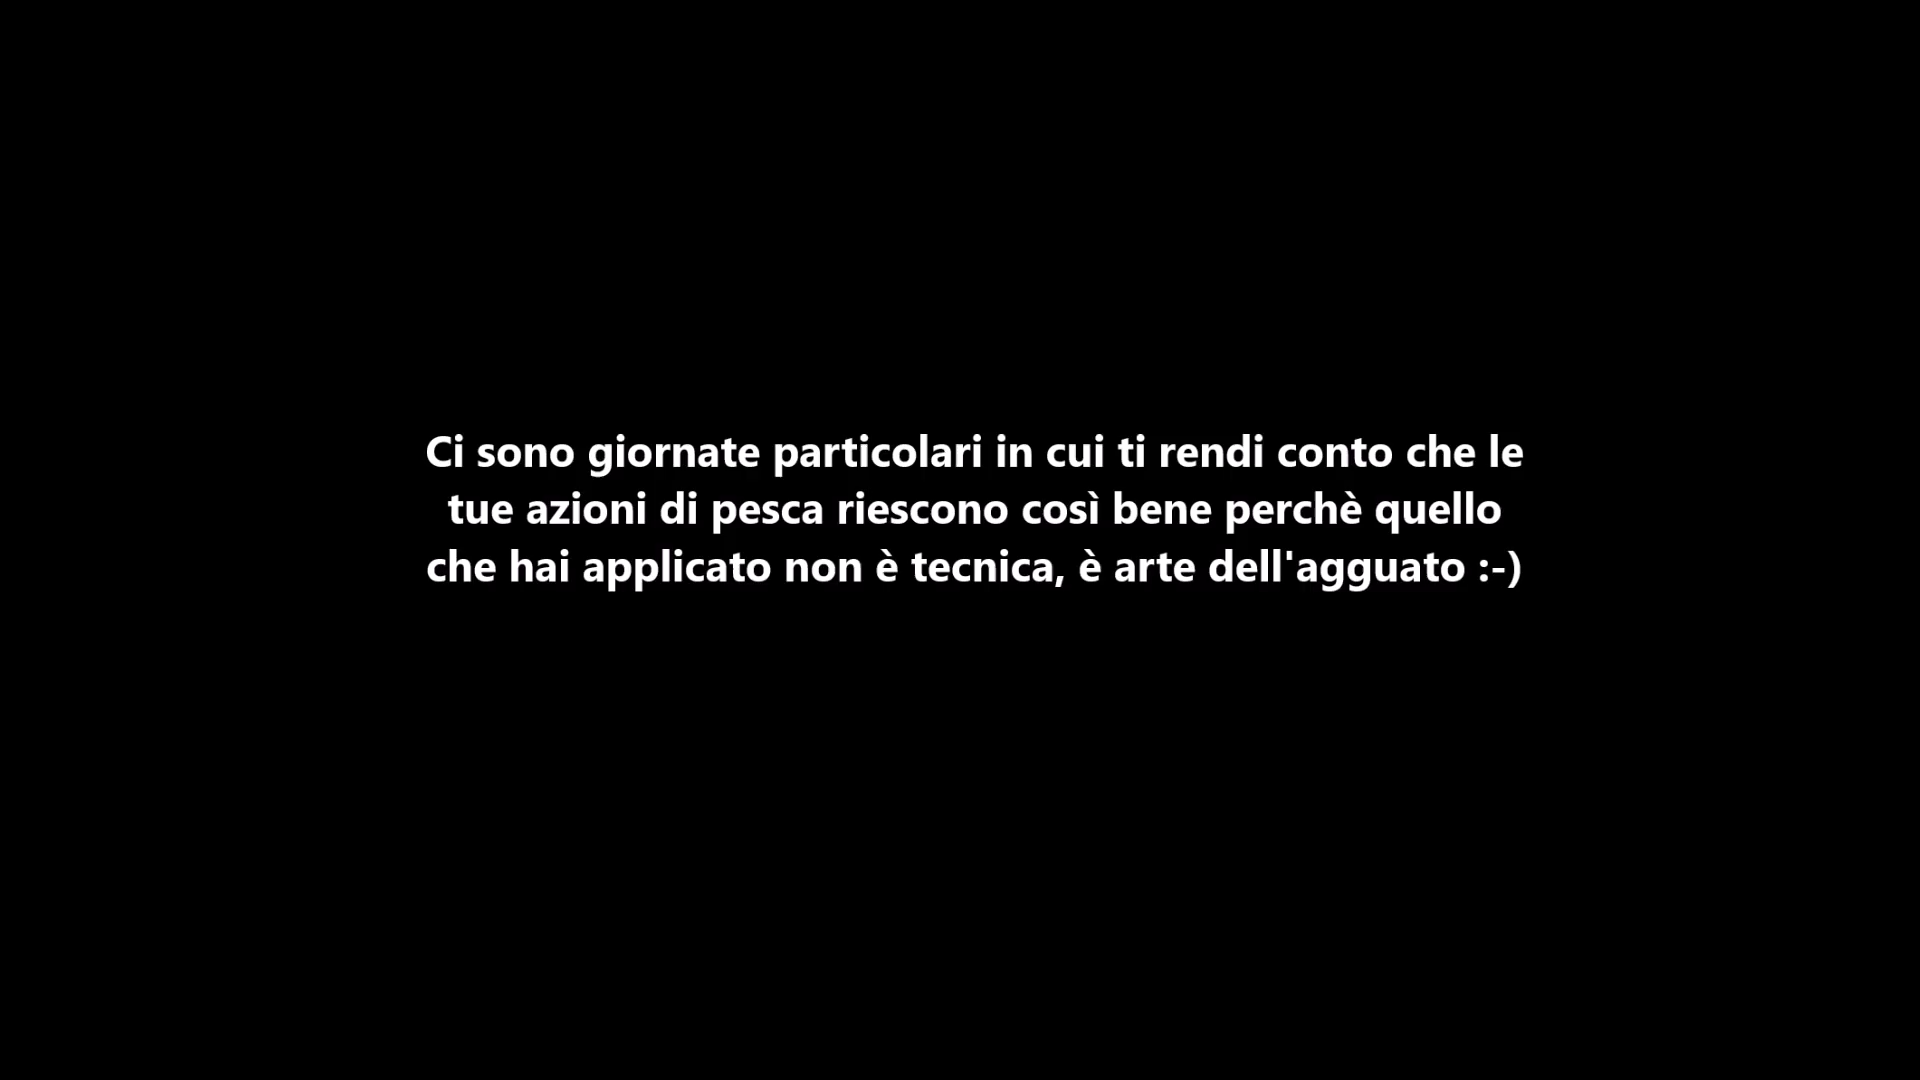 Ci sono giornate particolari in cui ti rendi conto che le
tue azioni di pesca riescono così bene perchè quello
che hai applicato non è tecnica, è arte dell'agguato :-)